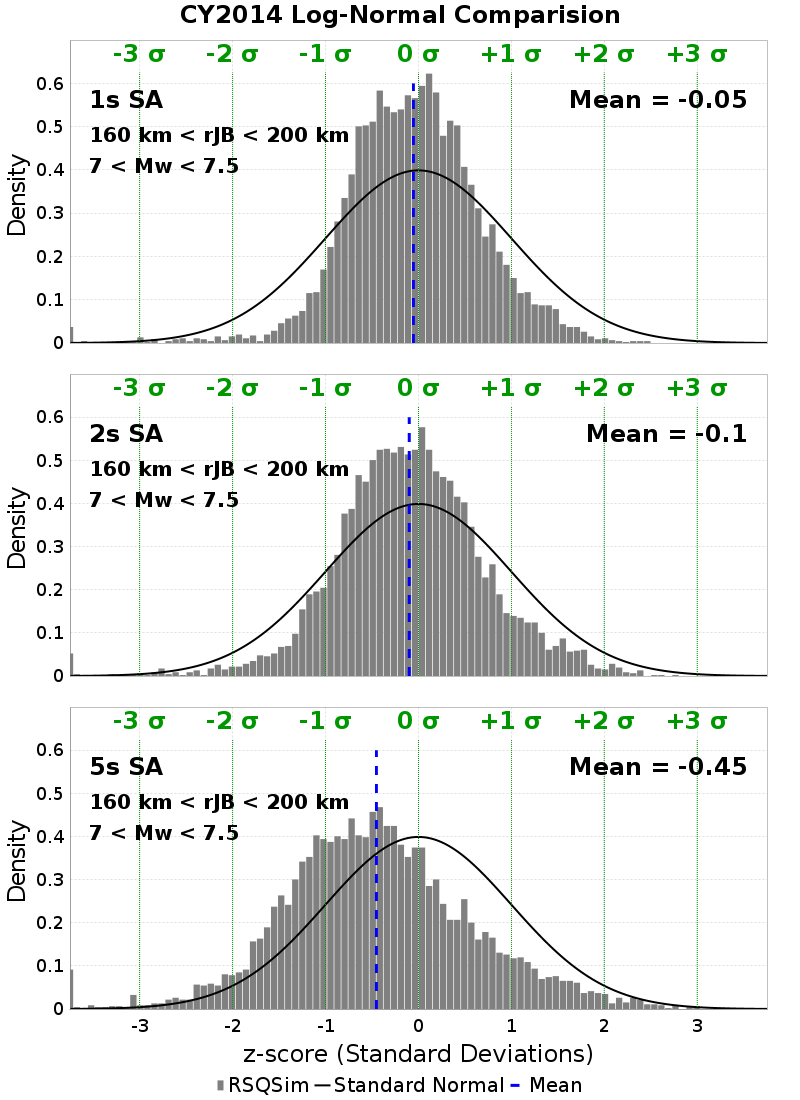 CY2014 Log-Normal Comparision
-3 σ -2 σ -1 σ 0 σ +1 σ +2 σ +3 σ
1s SA
Mean = -0.05
160 km < rJB < 200 km
7 < Mw < 7.5
Density
0.6
0.5
0.4
0.3
0.2
0.1
0
-3 σ -2 σ -1 σ 0 σ +1 σ +2 σ +3 σ
2s SA
Mean = -0.1
160 km < rJB < 200 km
7 < Mw < 7.5
Density
0.6
0.5
0.4
0.3
0.2
0.1
0
-3 σ -2 σ -1 σ 0 σ +1 σ +2 σ +3 σ
5s SA
Mean = -0.45
160 km < rJB < 200 km
7 < Mw < 7.5
Density
0.6
0.5
0.4
0.3
0.2
0.1
0
-3 -2 -1 0 1 2 3
z-score (Standard Deviations)
RSQSim Standard Normal Mean